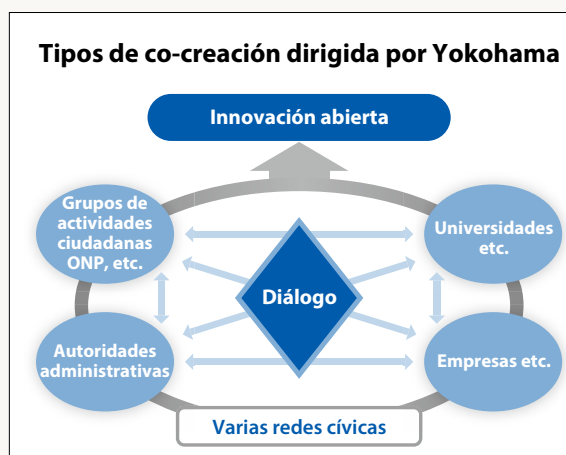 Tipos de co-creación dirigida por Yokohama
Innovación abierta
Grupos de
actividades
ciudadanas
ONP, etc.
Universidades
etc.
Diálogo
Autoridades
administrativas
Empresas etc.
Varias redes cívicas